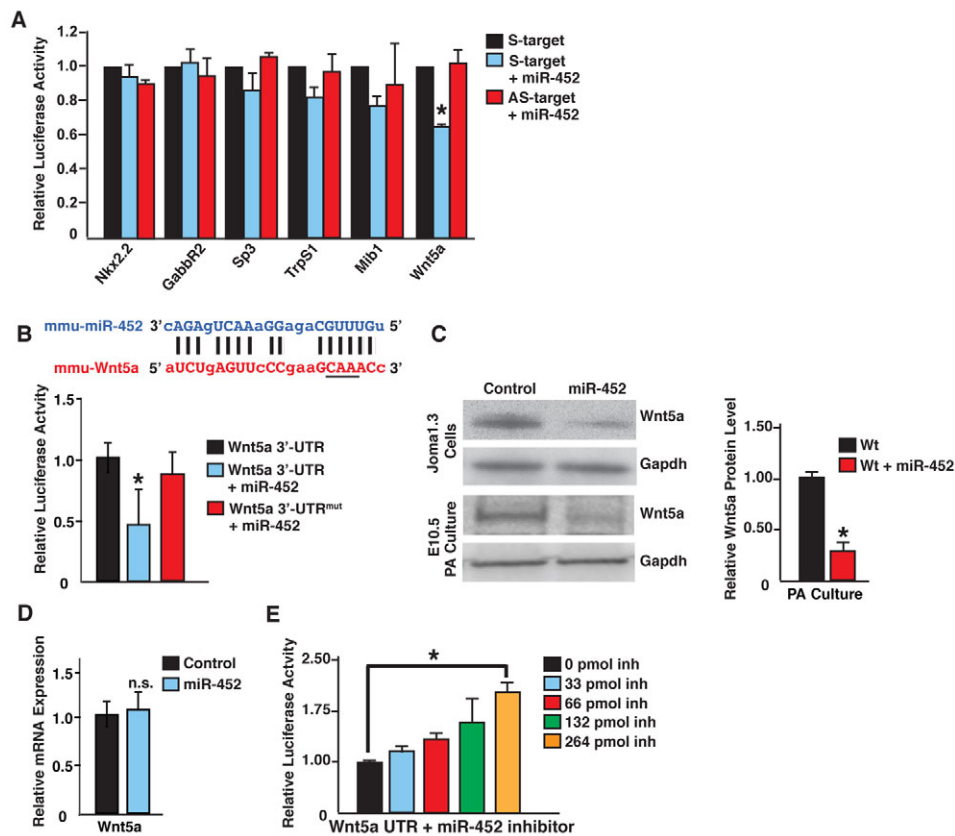 A
Relative Luciferase Activity
1.2
1.0
0.8
0.6
0.4
0.2
0
*
Nkx2.2
GabbR2
Sp3
TrpS1
Mib1
Wnt5a
S-target
S-target
+ miR-452
AS-target
+ miR-452
B
mmu-miR-452 3'cAGAgUCAAaGGagaCGUUUGu 5'
mmu-Wnt5a 5' aUCUgAGUUcCCgaaGCAAACc 3'
Relative Luciferase Activity
1.5
1.0
0.5
0
*
Wnt5a 3'-UTR
Wnt5a 3'-UTR
+ miR-452
Wnt5a 3'-UTRmut
+ miR-452
C
Control miR-452
Joma1.3
Cells
Wnt5a
Gapdh
E10.5
PA Culture
Wnt5a
Gapdh
Relative Wnt5a Protein Level
1.50
1.00
0.50
0
*
PA Culture
Wt
Wt + miR-452
D
Relative mRNA Expression
1.5
1.0
0.5
0
n.s.
Wnt5a
Control
miR-452
E
Relative Luciferase Activity
2.50
1.75
1.00
0
*
Wnt5a UTR + miR-452 inhibitor
0 pmol inh
33 pmol inh
66 pmol inh
132 pmol inh
264 pmol inh